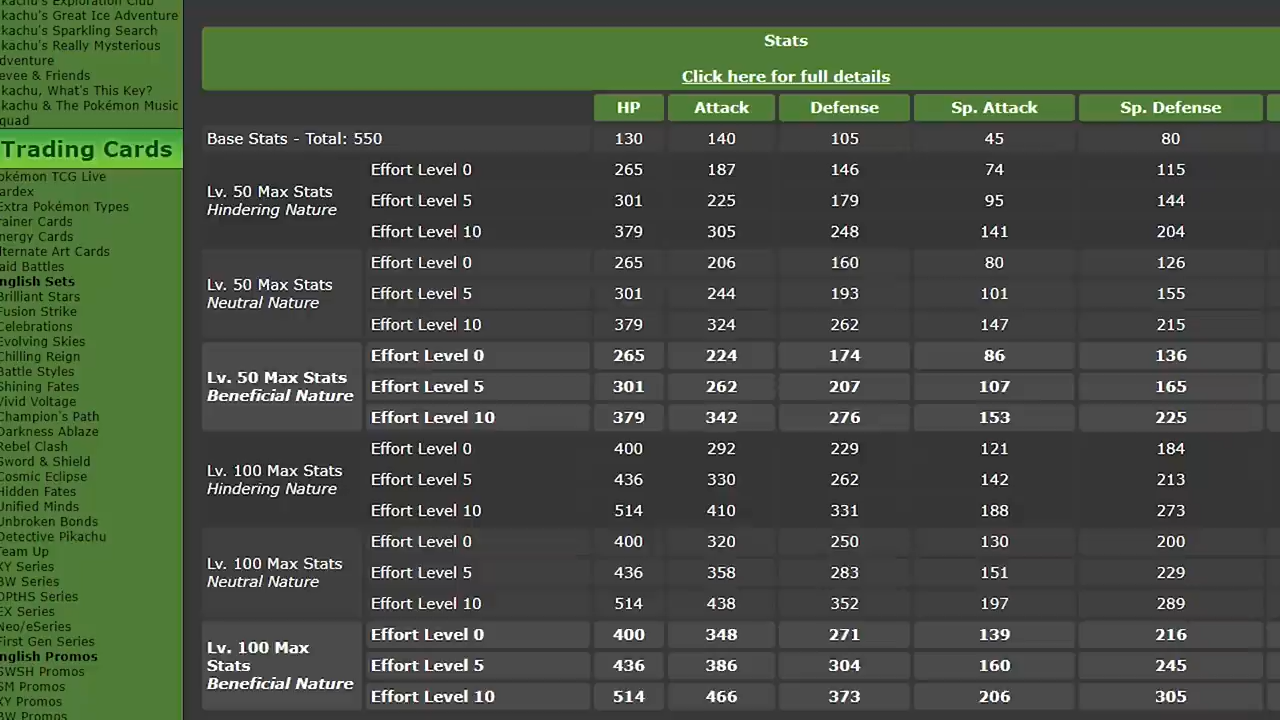 kachu's Exploration Club
kachu's Great Ice Adventure
kachu's Sparkling Search
kachu's Really Mysterious
dventure
evee & Friends
kachu, What's This Key?
kachu & The Pokémon Music
quad
Trading Cards
okémon TCG Live
ardex
Extra Pokémon Types
rainer Cards
nergy Cards
lternate Art Cards
aid Battles
nglish Sets
Brilliant Stars
Fusion Strike
Celebrations
Evolving Skies
Chilling Reign
Battle Styles
Shining Fates
Vivid Voltage
Champion's Path
Darkness Ablaze
Rebel Clash
Sword & Shield
Cosmic Eclipse
Hidden Fates
Unified Minds
Unbroken Bonds
Detective Pikachu
Team Up
XY Series
BW Series
DPtHS Series
EX Series
Neo/eSeries
First Gen Series
nglish Promos
SWSH Promos
SM Promos
XY Promos
BW Promos
Stats
Click here for full details
HP Attack Defense Sp. Attack Sp. Defense
Base Stats - Total: 550 130 140 105 45 80
Lv. 50 Max Stats
Hindering Nature
Effort Level 0 265 187 146 74 115
Effort Level 5 301 225 179 95 144
Effort Level 10 379 305 248 141 204
Lv. 50 Max Stats
Neutral Nature
Effort Level 0 265 206 160 80 126
Effort Level 5 301 244 193 101 155
Effort Level 10 379 324 262 147 215
Lv. 50 Max Stats
Beneficial Nature
Effort Level 0 265 224 174 86 136
Effort Level 5 301 262 207 107 165
Effort Level 10 379 342 276 153 225
Lv. 100 Max Stats
Hindering Nature
Effort Level 0 400 292 229 121 184
Effort Level 5 436 330 262 142 213
Effort Level 10 514 410 331 188 273
Lv. 100 Max Stats
Neutral Nature
Effort Level 0 400 320 250 130 200
Effort Level 5 436 358 283 151 229
Effort Level 10 514 438 352 197 289
Lv. 100 Max
Stats
Beneficial Nature
Effort Level 0 400 348 271 139 216
Effort Level 5 436 386 304 160 245
Effort Level 10 514 466 373 206 305